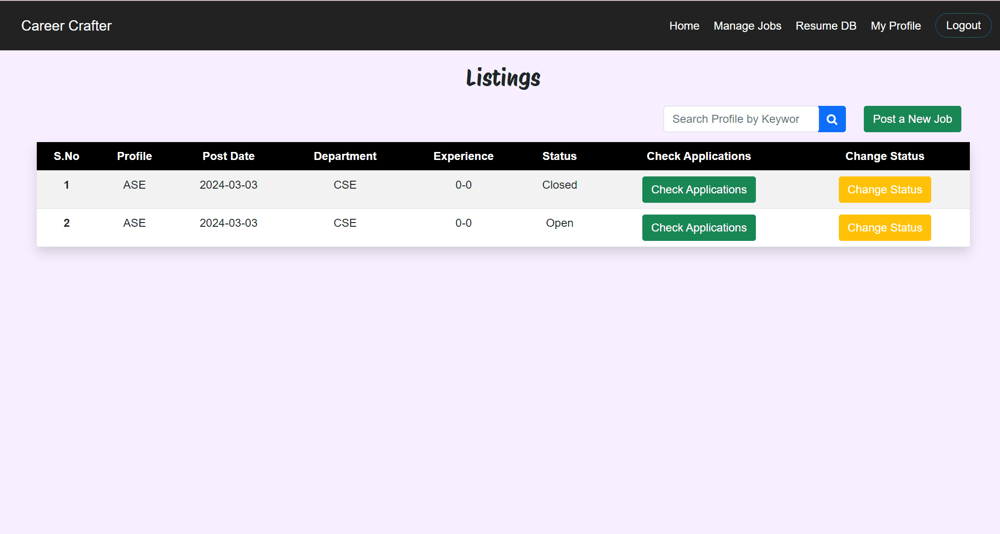 Career Crafter Home Manage Jobs Resume DB My Profile Logout
Listings
Search Profile by Keywor Post a New Job
S.No Profile Post Date Department Experience Status Check Applications Change Status
1 ASE 2024-03-03 CSE 0-0 Closed Check Applications Change Status
2 ASE 2024-03-03 CSE 0-0 Open Check Applications Change Status